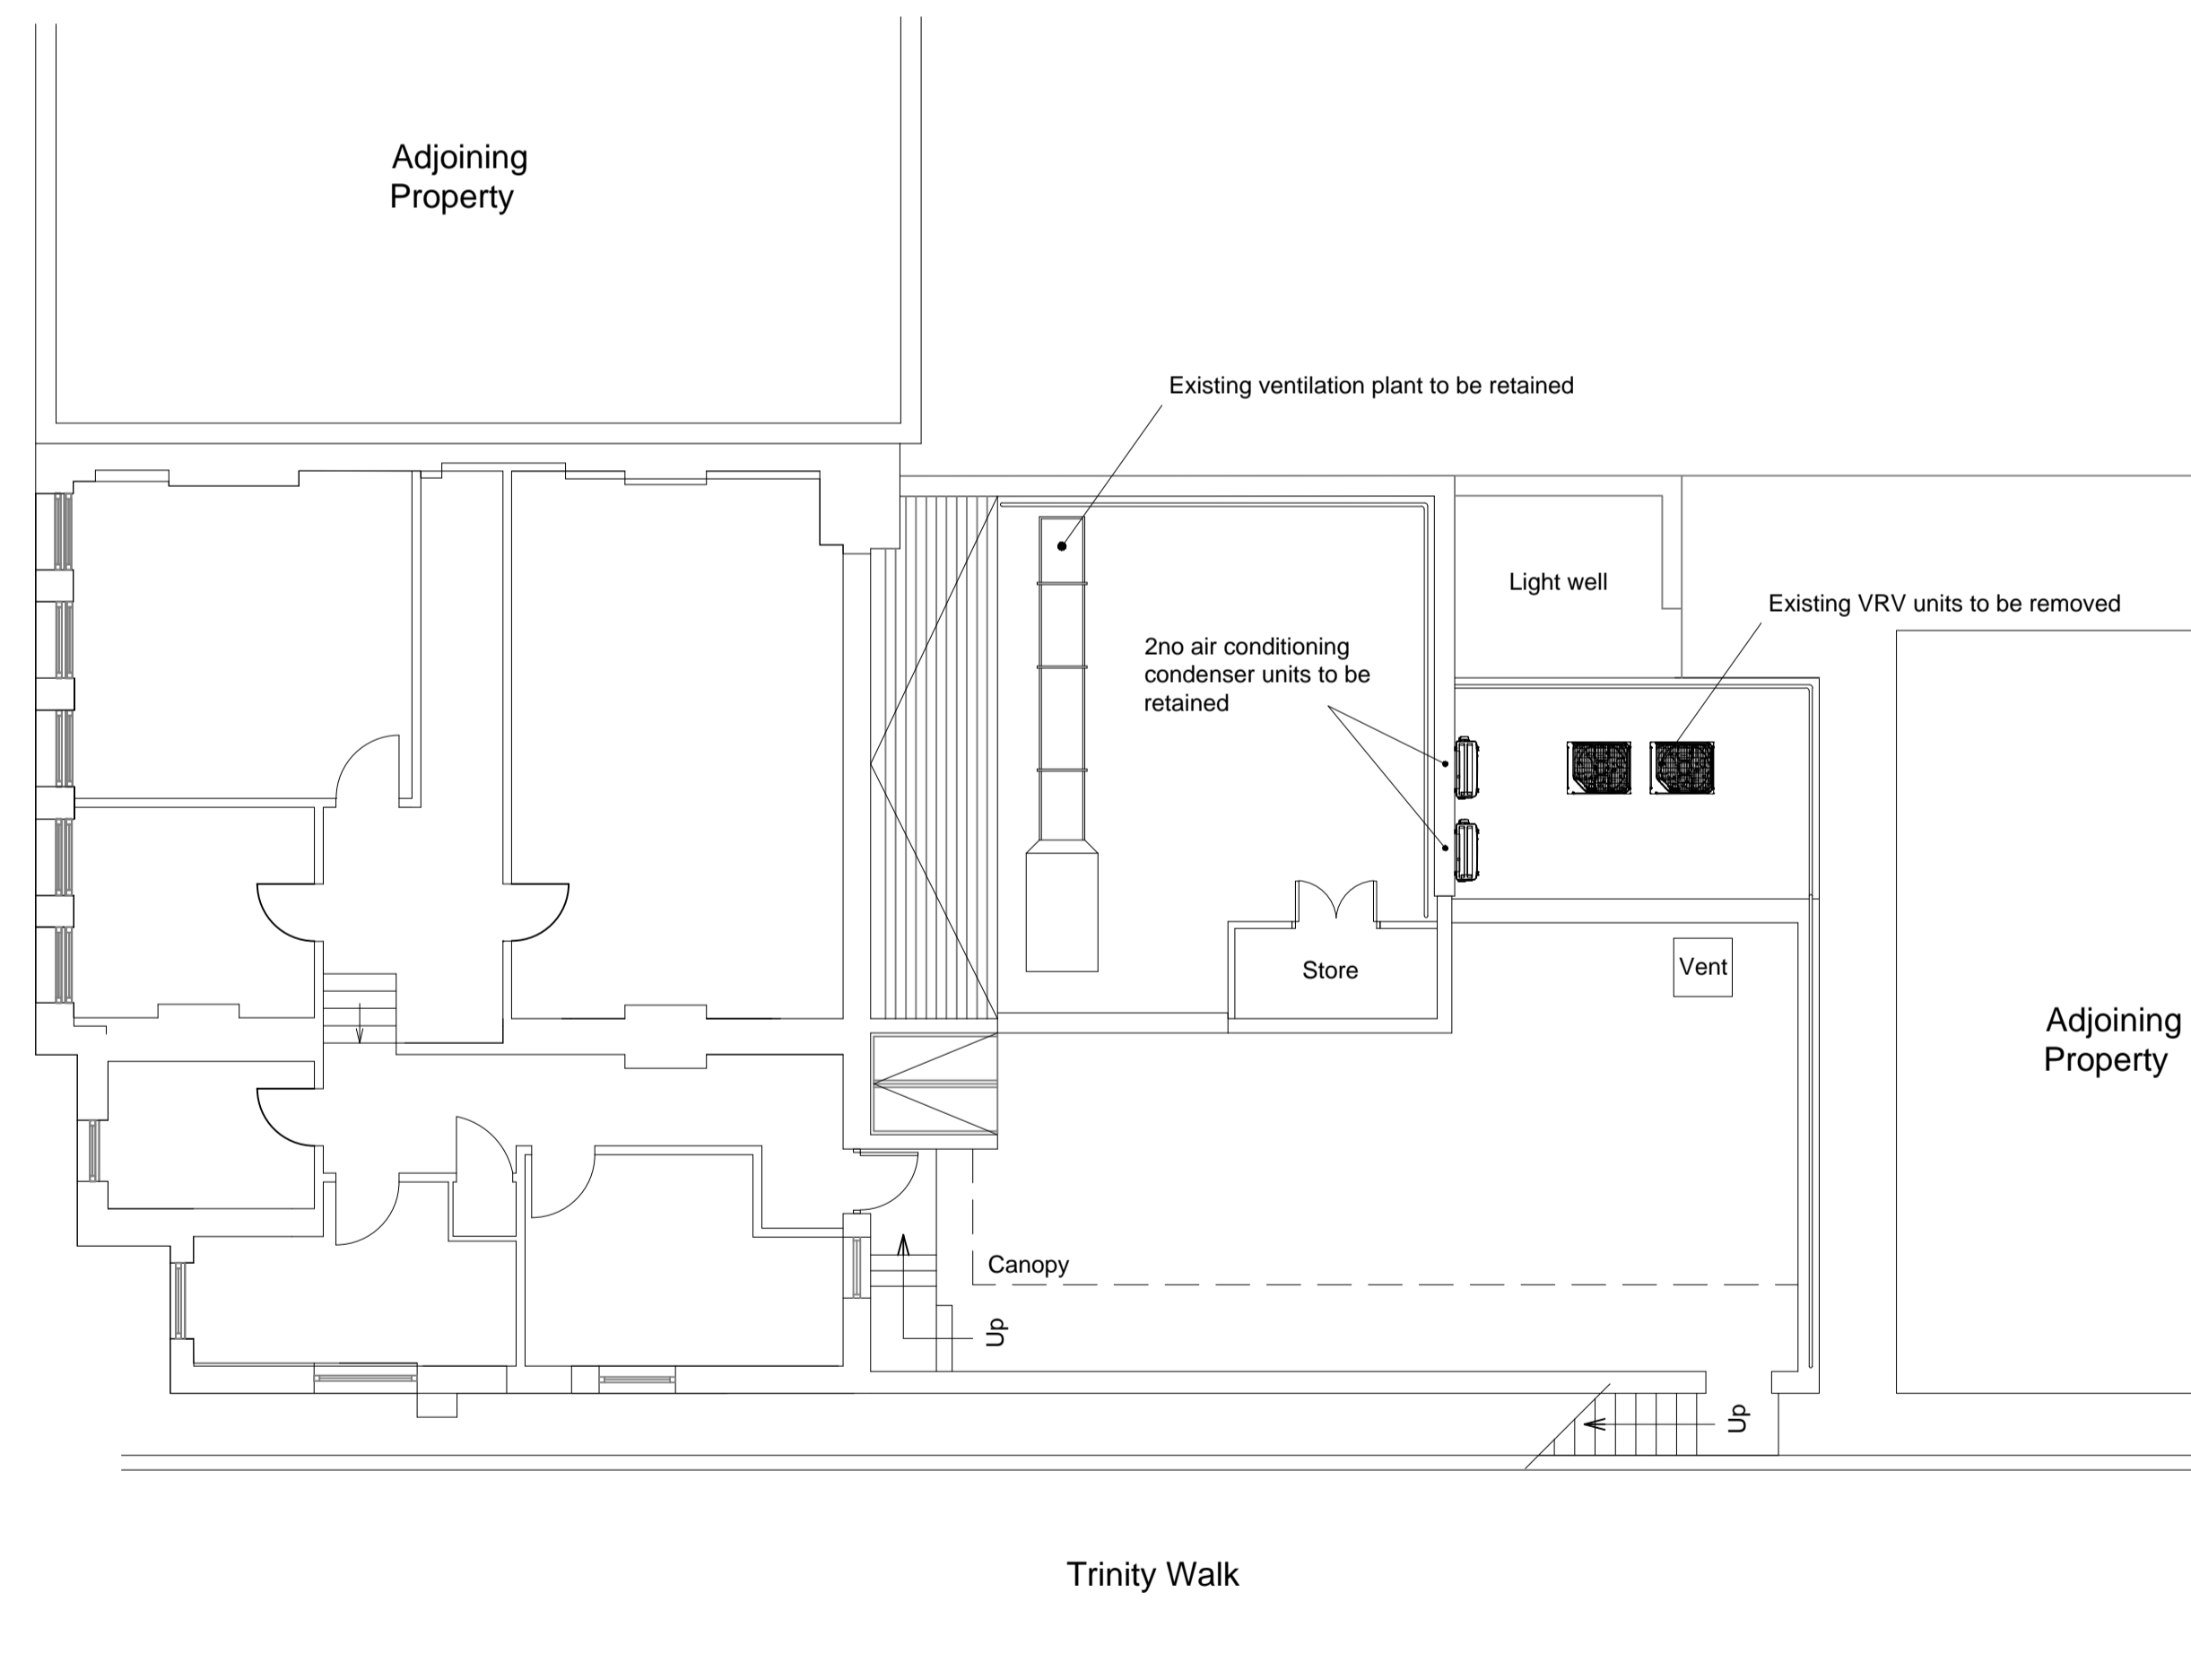 Adjoining
Property
Existing ventilation plant to be retained
Light well
Existing VRV units to be removed
2no air conditioning
condenser units to be
retained
Store
Vent
Adjoining
Property
Canopy
Up
Up
Trinity Walk